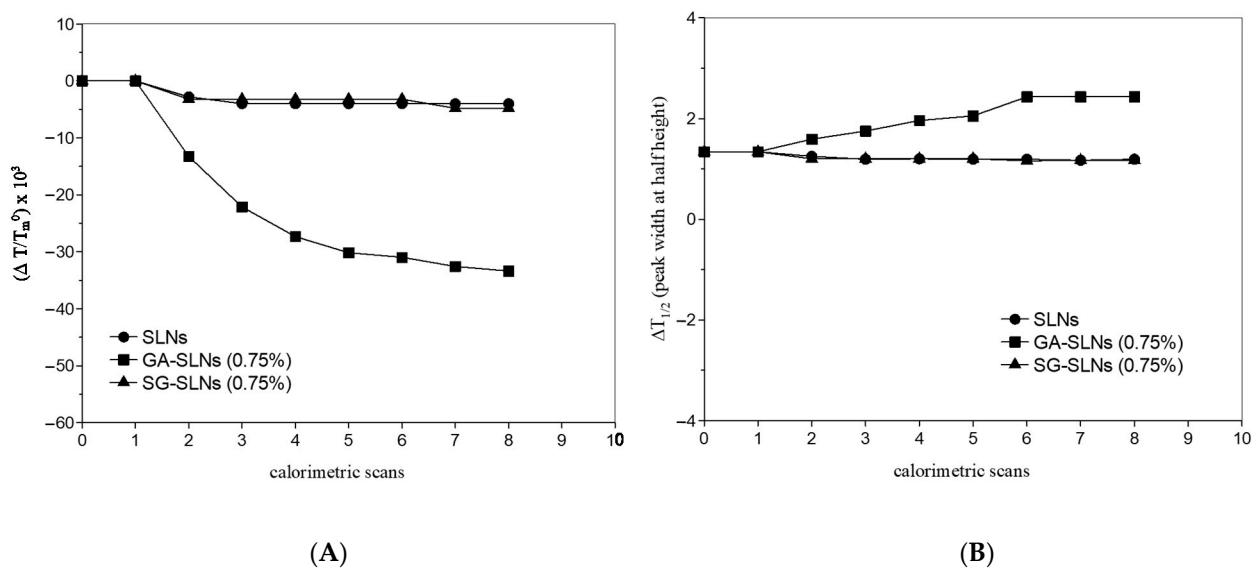 10
0
−10
−20
−30
−40
−50
−60
(Δ T/Tm⁰) x 10³
SLNs
GA-SLNs (0.75%)
SG-SLNs (0.75%)
0 1 2 3 4 5 6 7 8 9 10
calorimetric scans
(A)
4
2
0
−2
−4
ΔT1/2 (peak width at half height)
SLNs
GA-SLNs (0.75%)
SG-SLNs (0.75%)
0 1 2 3 4 5 6 7 8 9 10
calorimetric scans
(B)